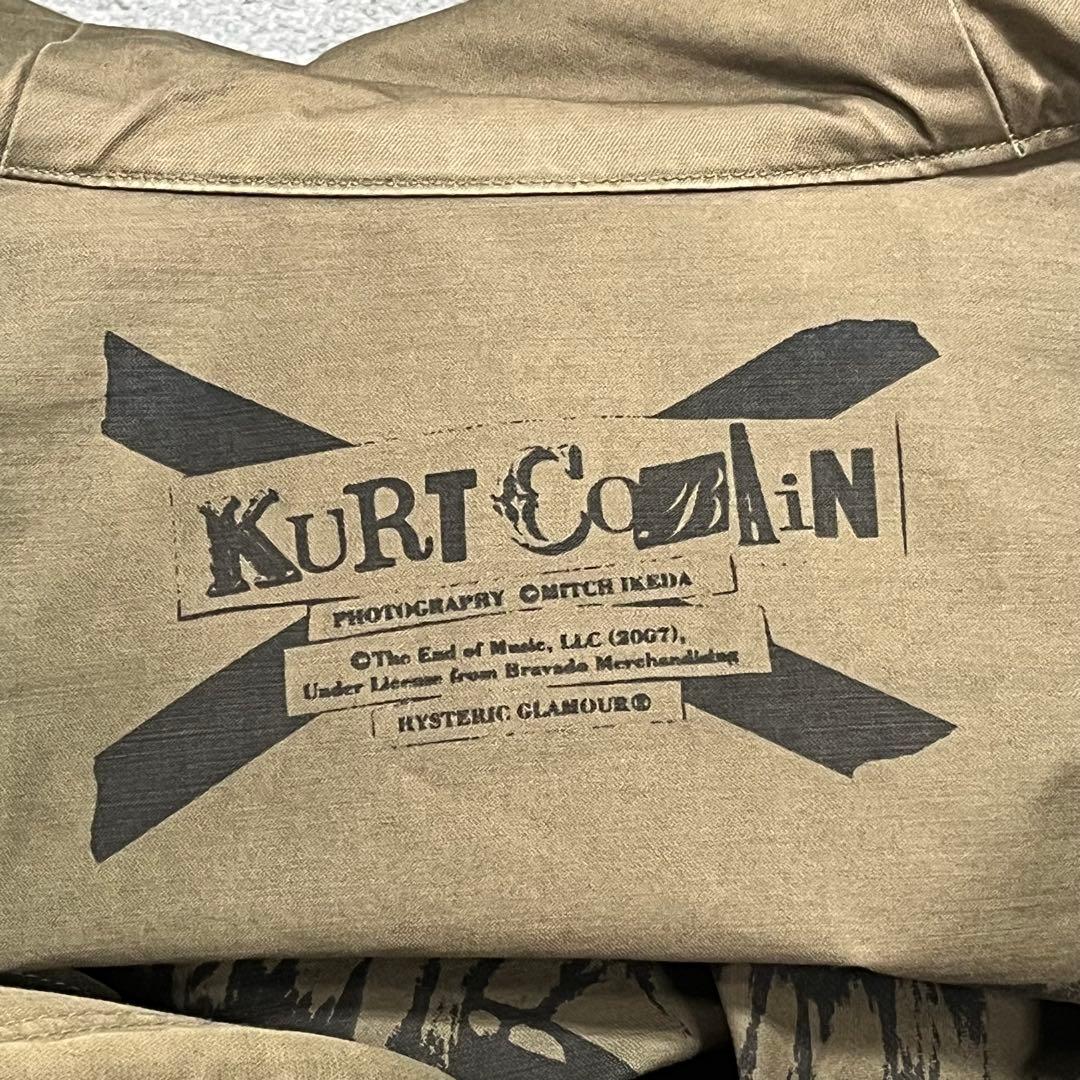 KURT COBAiN
PHOTOGRAPHY ©MITCH IKEDA
©The End of Music, LLC (2007),
Under License from Bravado Merchandising
HYSTERIC GLAMOUR®